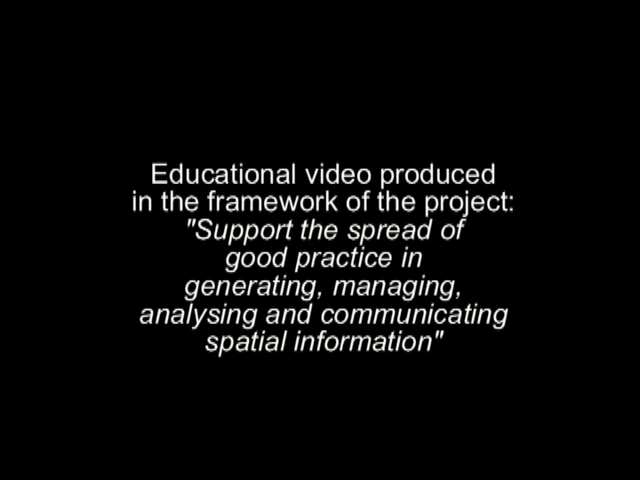 Educational video produced
in the framework of the project:
"Support the spread of
good practice in
generating, managing,
analysing and communicating
spatial information"